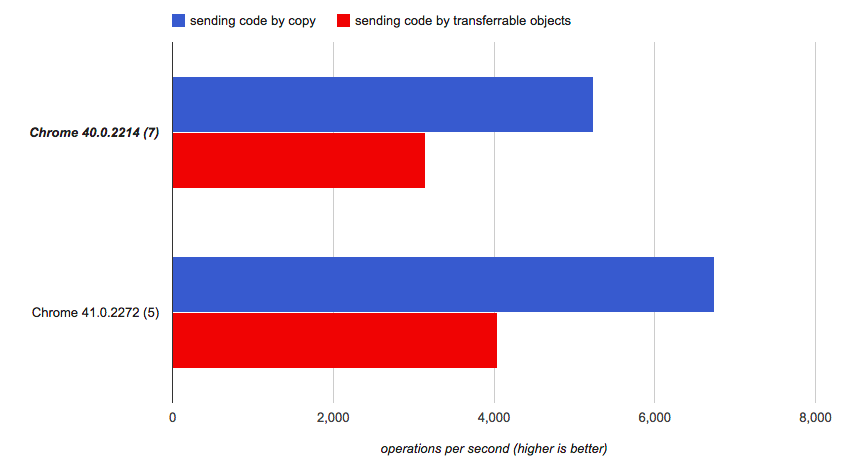 sending code by copy
sending code by transferrable objects
Chrome 40.0.2214 (7)
Chrome 41.0.2272 (5)
0 2,000 4,000 6,000 8,000
operations per second (higher is better)